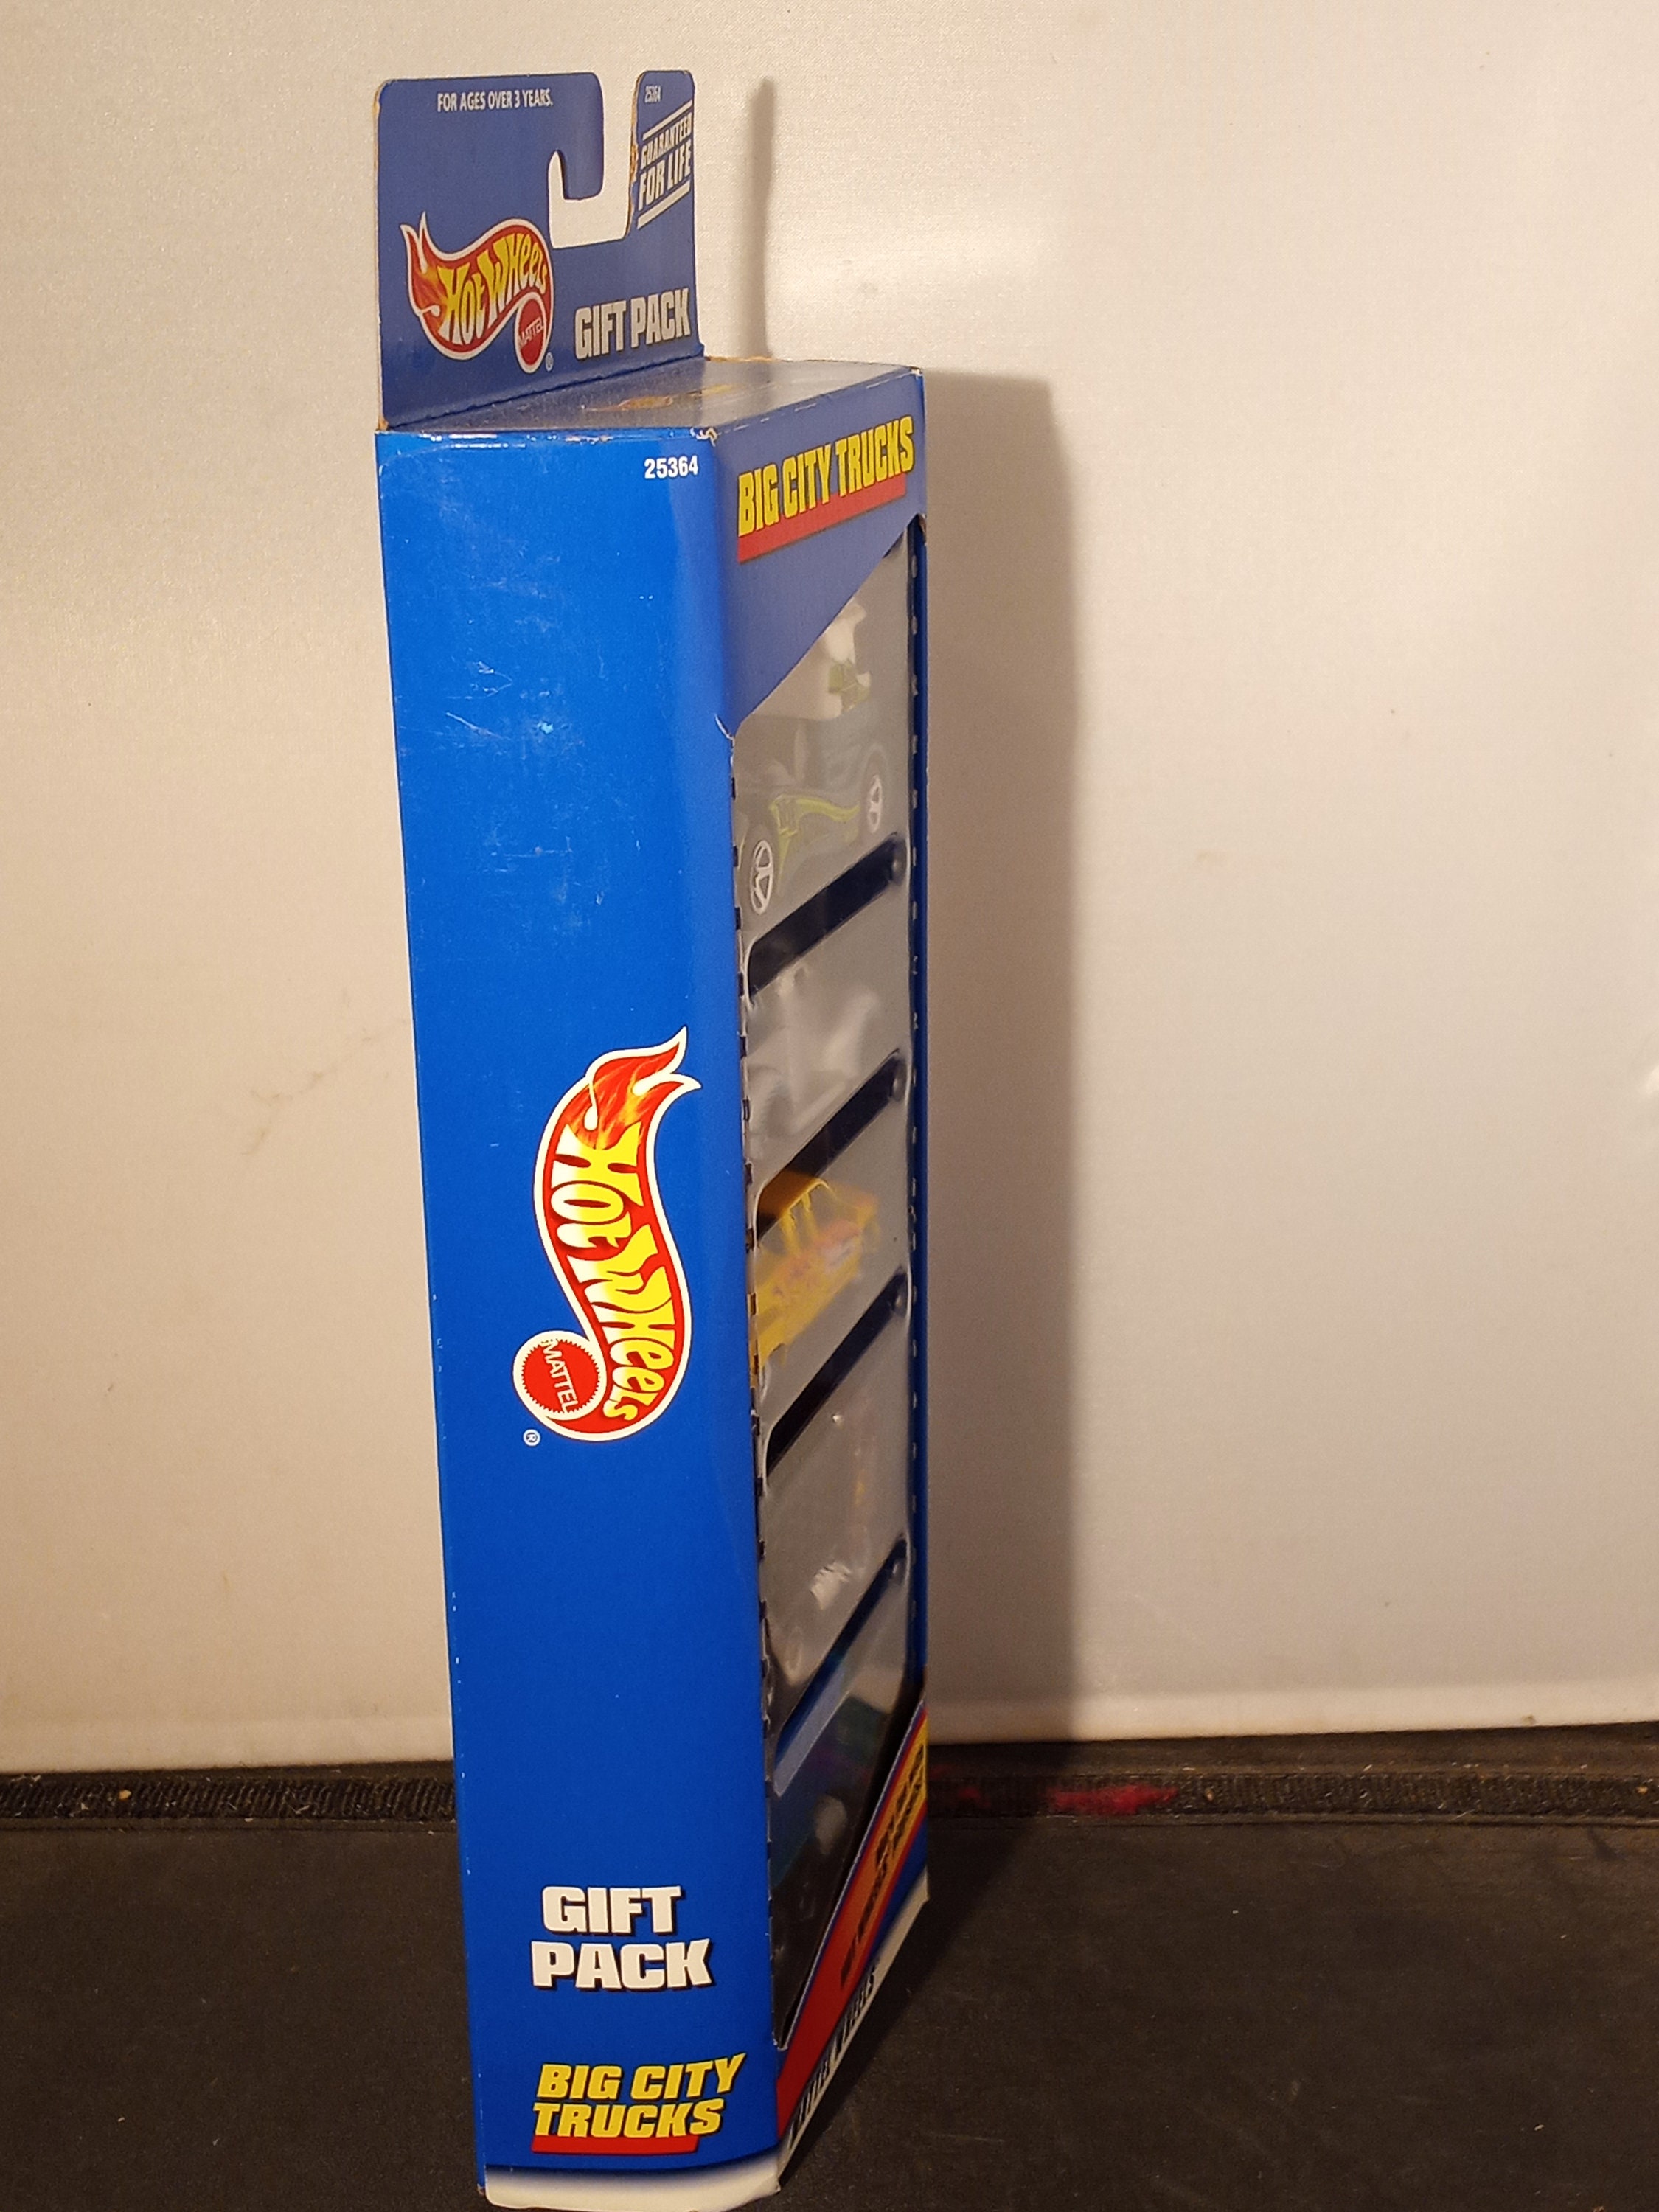 FOR AGES OVER 3 YEARS.
25364
GUARANTEED
FOR LIFE
HOT WHEELS
MATTEL
®
GIFT PACK
25364
BIG CITY TRUCKS
HOT WHEELS
MATTEL
®
GIFT
PACK
BIG CITY
TRUCKS